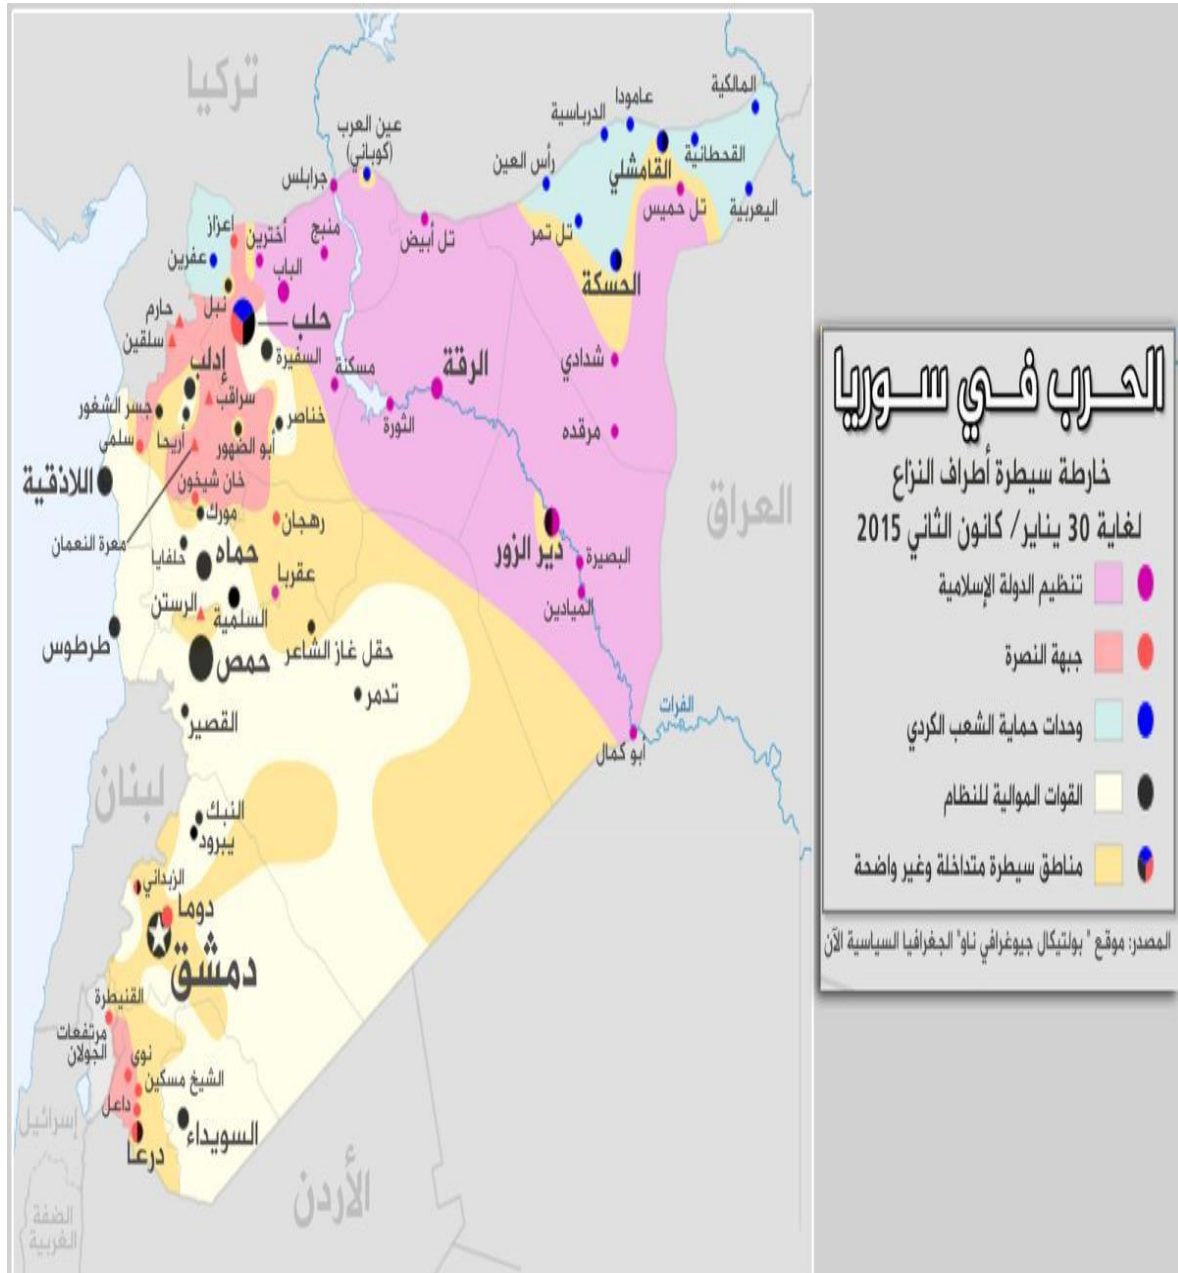 تركيا
المالكية
عامودا
الدرباسية
القحطانية
القامشلي
عين العرب
(كوباني)
رأس العين
جرابلس
تل حميس
اليعربية
اعزاز
أخترين
منبج
تل أبيض
تل تمر
عفرين
الباب
الحسكة
نبل
حارم
حلب
سلقين
السفيرة
مسكنة
الرقة
شدادي
إدلب
سراقب
جسر الشغور
خناصر
الثورة
مرقده
سلمى
أريحا
أبو الضهور
اللاذقية
خان شيخون
العراق
مورك
رهجان
معرة النعمان
دير الزور
حلفايا
حماه
البصيرة
عقربا
الميادين
الرستن
السلمية
طرطوس
حقل غاز الشاعر
حمص
تدمر
القصير
الفرات
أبو كمال
لبنان
النبك
يبرود
الزبداني
دوما
دمشق
القنيطرة
مرتفعات
الجولان
نوى
الشيخ مسكين
داعل
إسرائيل
السويداء
درعا
الأردن
الضفة
الغربية
الحرب في سوريا
خارطة سيطرة أطراف النزاع
لغاية 30 يناير/ كانون الثاني 2015
تنظيم الدولة الإسلامية
جبهة النصرة
وحدات حماية الشعب الكردي
القوات الموالية للنظام
مناطق سيطرة متداخلة وغير واضحة
المصدر: موقع " بولتيكال جيوغرافي ناو" الجغرافيا السياسية الآن